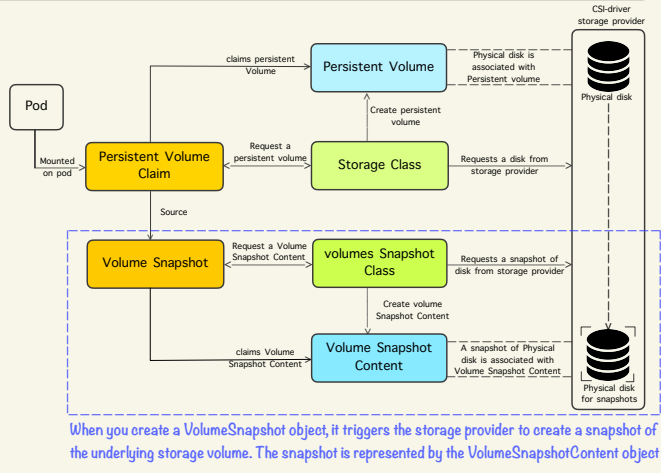 CSI-driver
storage provider
claims persistent
Volume
Persistent Volume
Physical disk is
associated with
Persistent volume
Physical disk
Pod
Create persistent
volume
Mounted
on pod
Persistent Volume
Claim
Request a
persistent volume
Storage Class
Requests a disk from
storage provider
Source
Volume Snapshot
Request a Volume
Snapshot Content
volumes Snapshot
Class
Requests a snapshot of
disk from storage provider
Create volume
Snapshot Content
claims Volume
Snapshot Content
Volume Snapshot
Content
A snapshot of Physical
disk is associated with
Volume Snapshot Content
Physical disk
for snapshots
When you create a VolumeSnapshot object, it triggers the storage provider to create a snapshot of
the underlying storage volume. The snapshot is represented by the VolumeSnapshotContent object